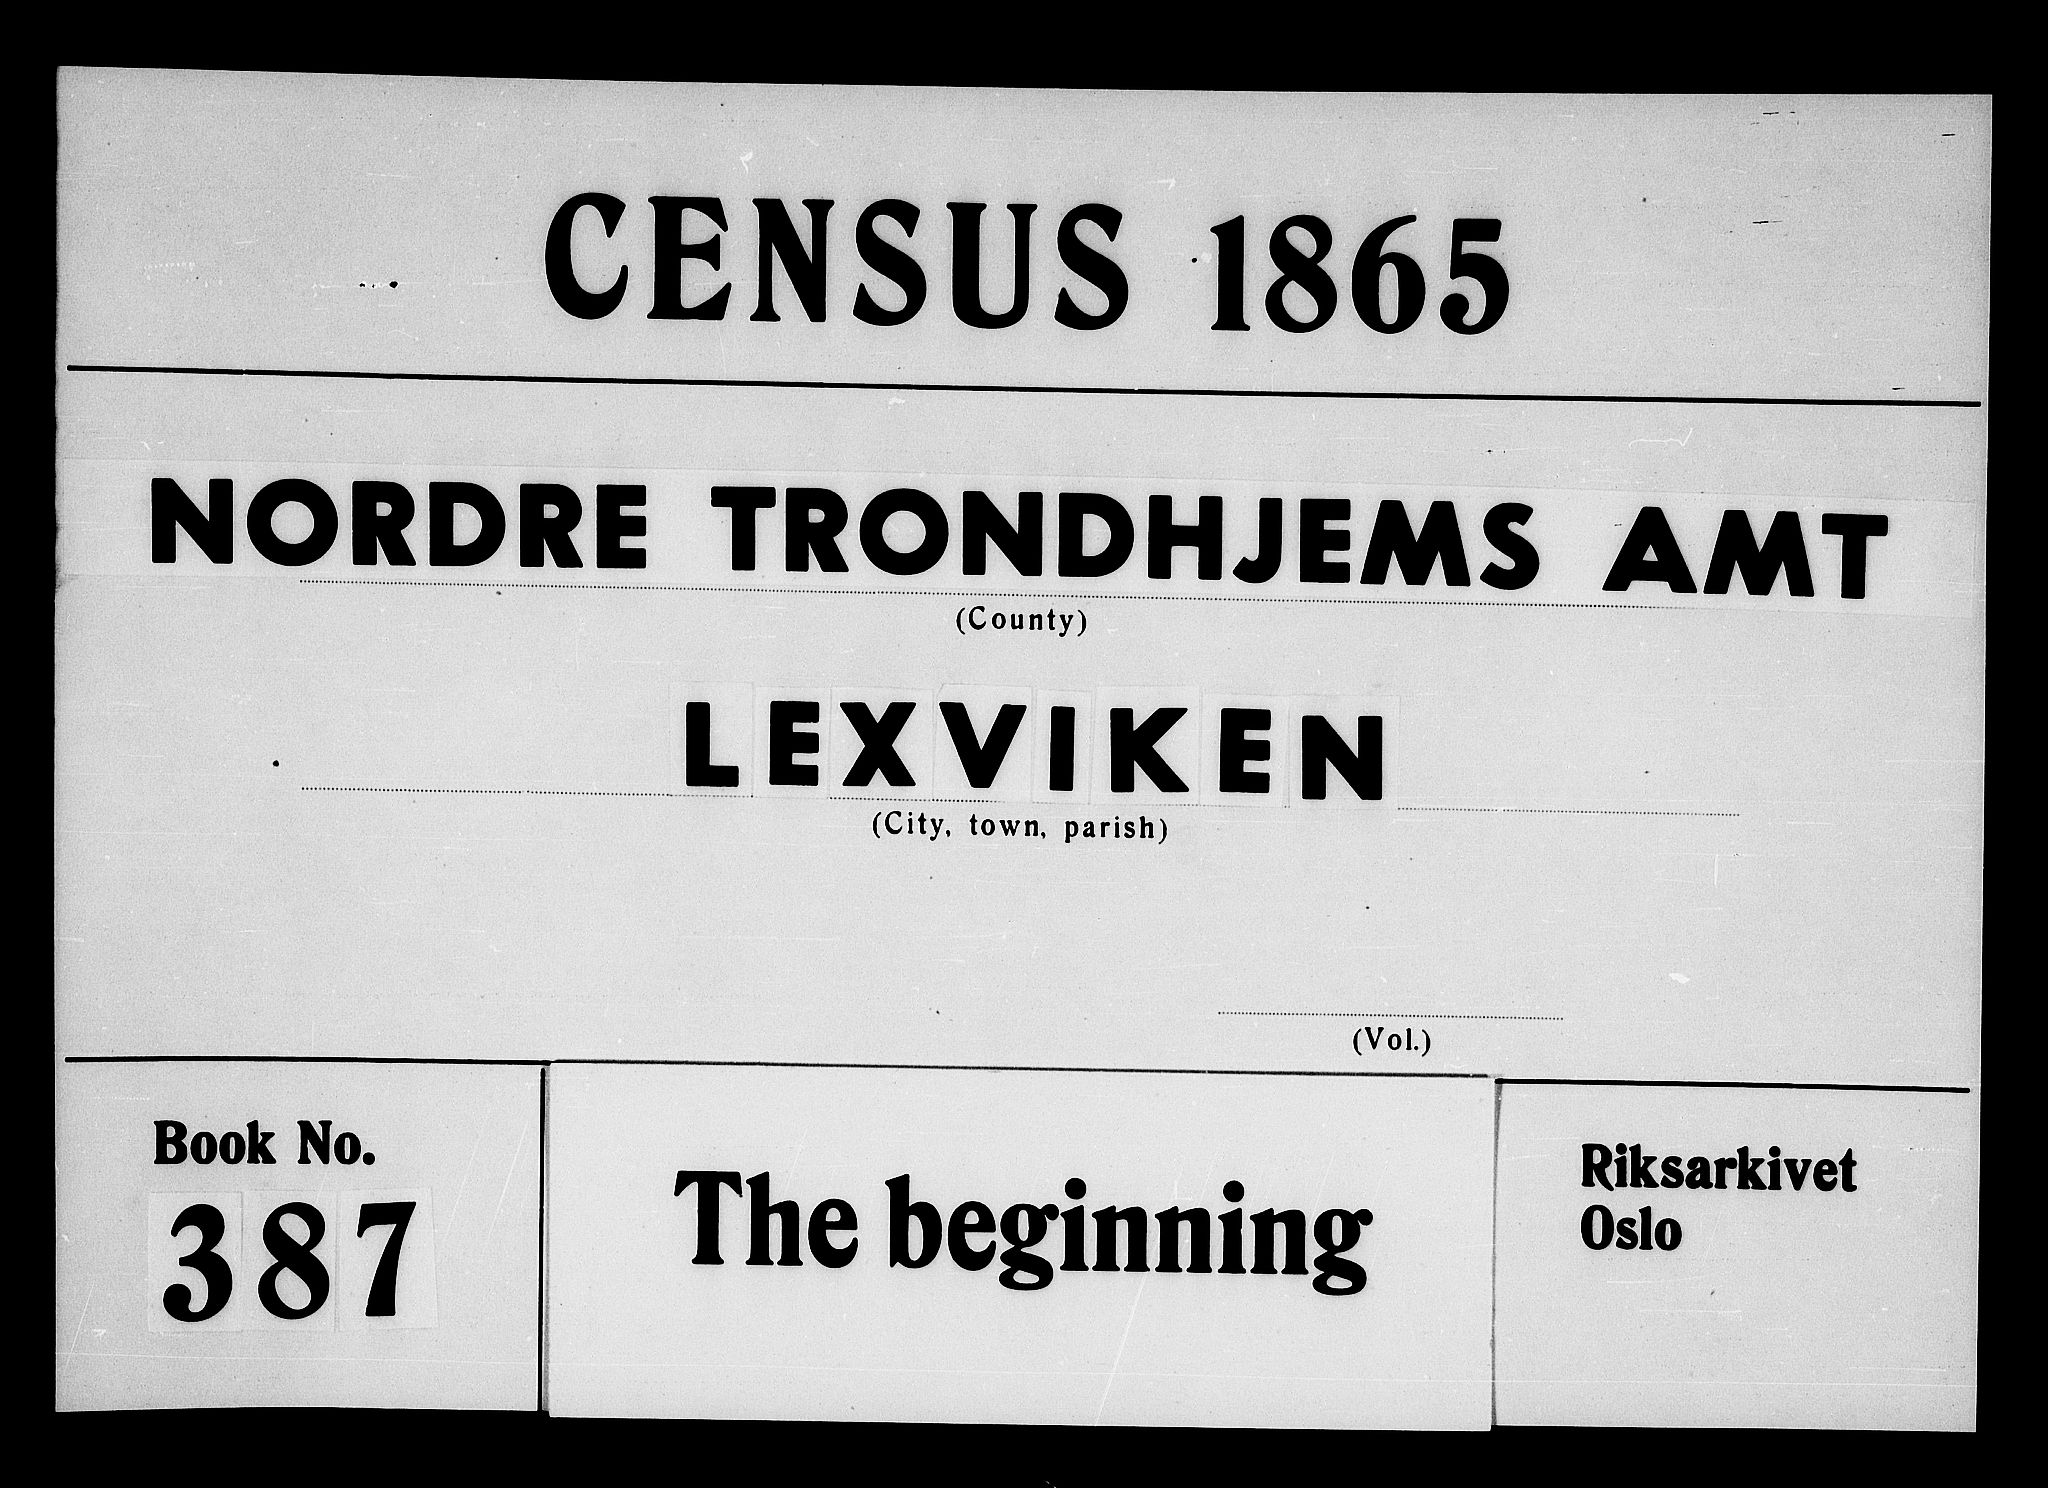 CENSUS 1865
NORDRE TRONDHJEMS AMT
(County)
LEXVIKEN
(City, town, parish)
(Vol.)
Book No.
387
The beginning
Riksarkivet
Oslo